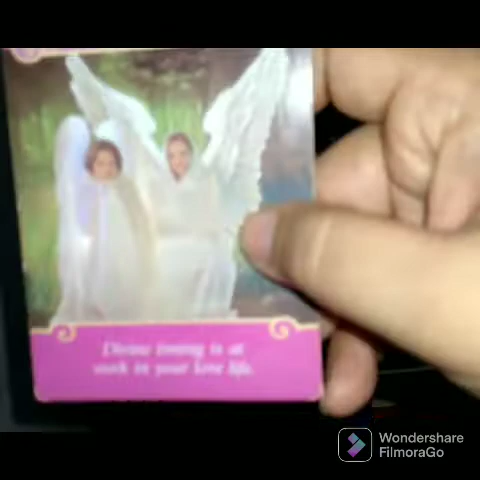 Divine timing is at
work in your love life.
Wondershare
FilmoraGo